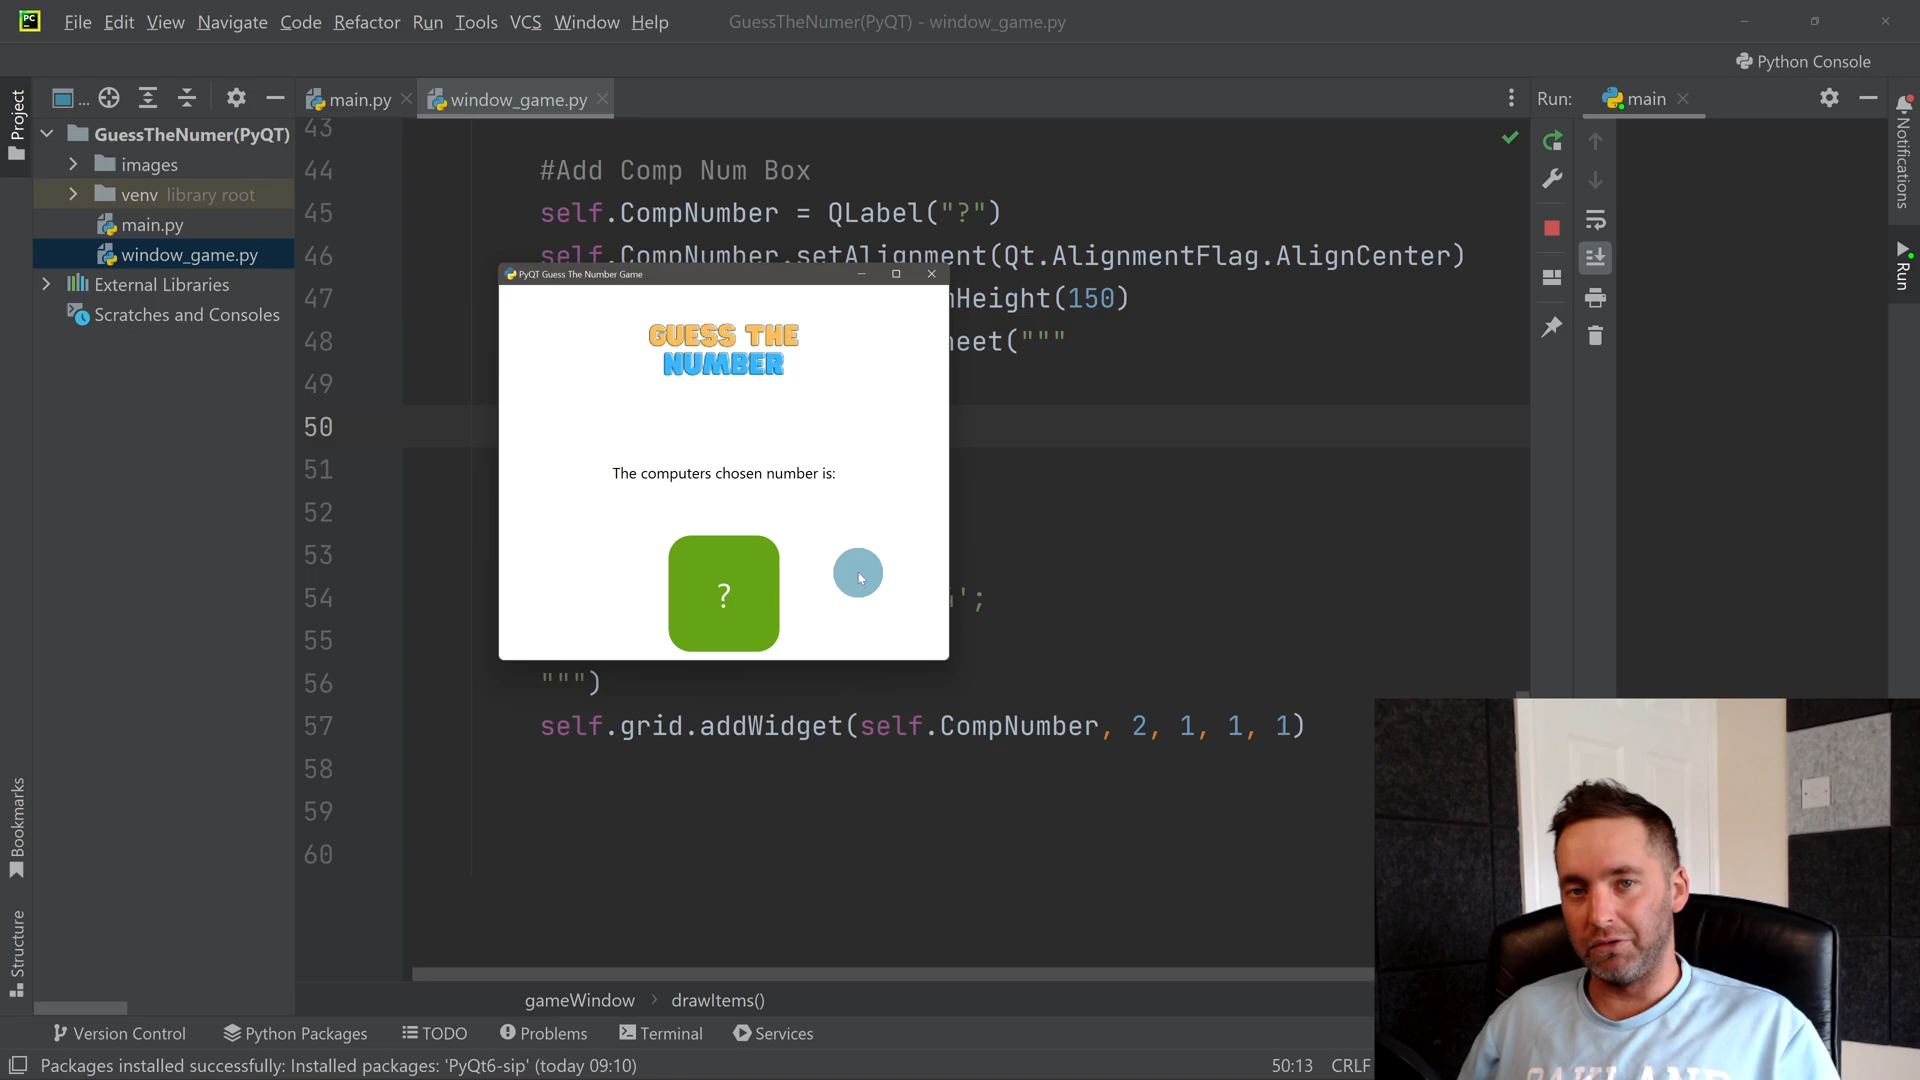 PC File Edit View Navigate Code Refactor Run Tools VCS Window Help GuessTheNumer(PyQT) - window_game.py
Python Console
Project ... main.py window_game.py Run: main
GuessTheNumer(PyQT)
images
venv library root
main.py
window_game.py
External Libraries
Scratches and Consoles
43
44 #Add Comp Num Box
45 self.CompNumber = QLabel("?")
46 self.CompNumber.setAlignment(Qt.AlignmentFlag.AlignCenter)
47 Height(150)
48 eet("""
49
50
51
52
53
54 ';
55
56 """)
57 self.grid.addWidget(self.CompNumber, 2, 1, 1, 1)
58
59
60
PyQT Guess The Number Game
GUESS THE
NUMBER
The computers chosen number is:
?
Notifications
Run
Bookmarks
Structure
gameWindow > drawItems()
Version Control Python Packages TODO Problems Terminal Services
Packages installed successfully: Installed packages: 'PyQt6-sip' (today 09:10) 50:13 CRLF